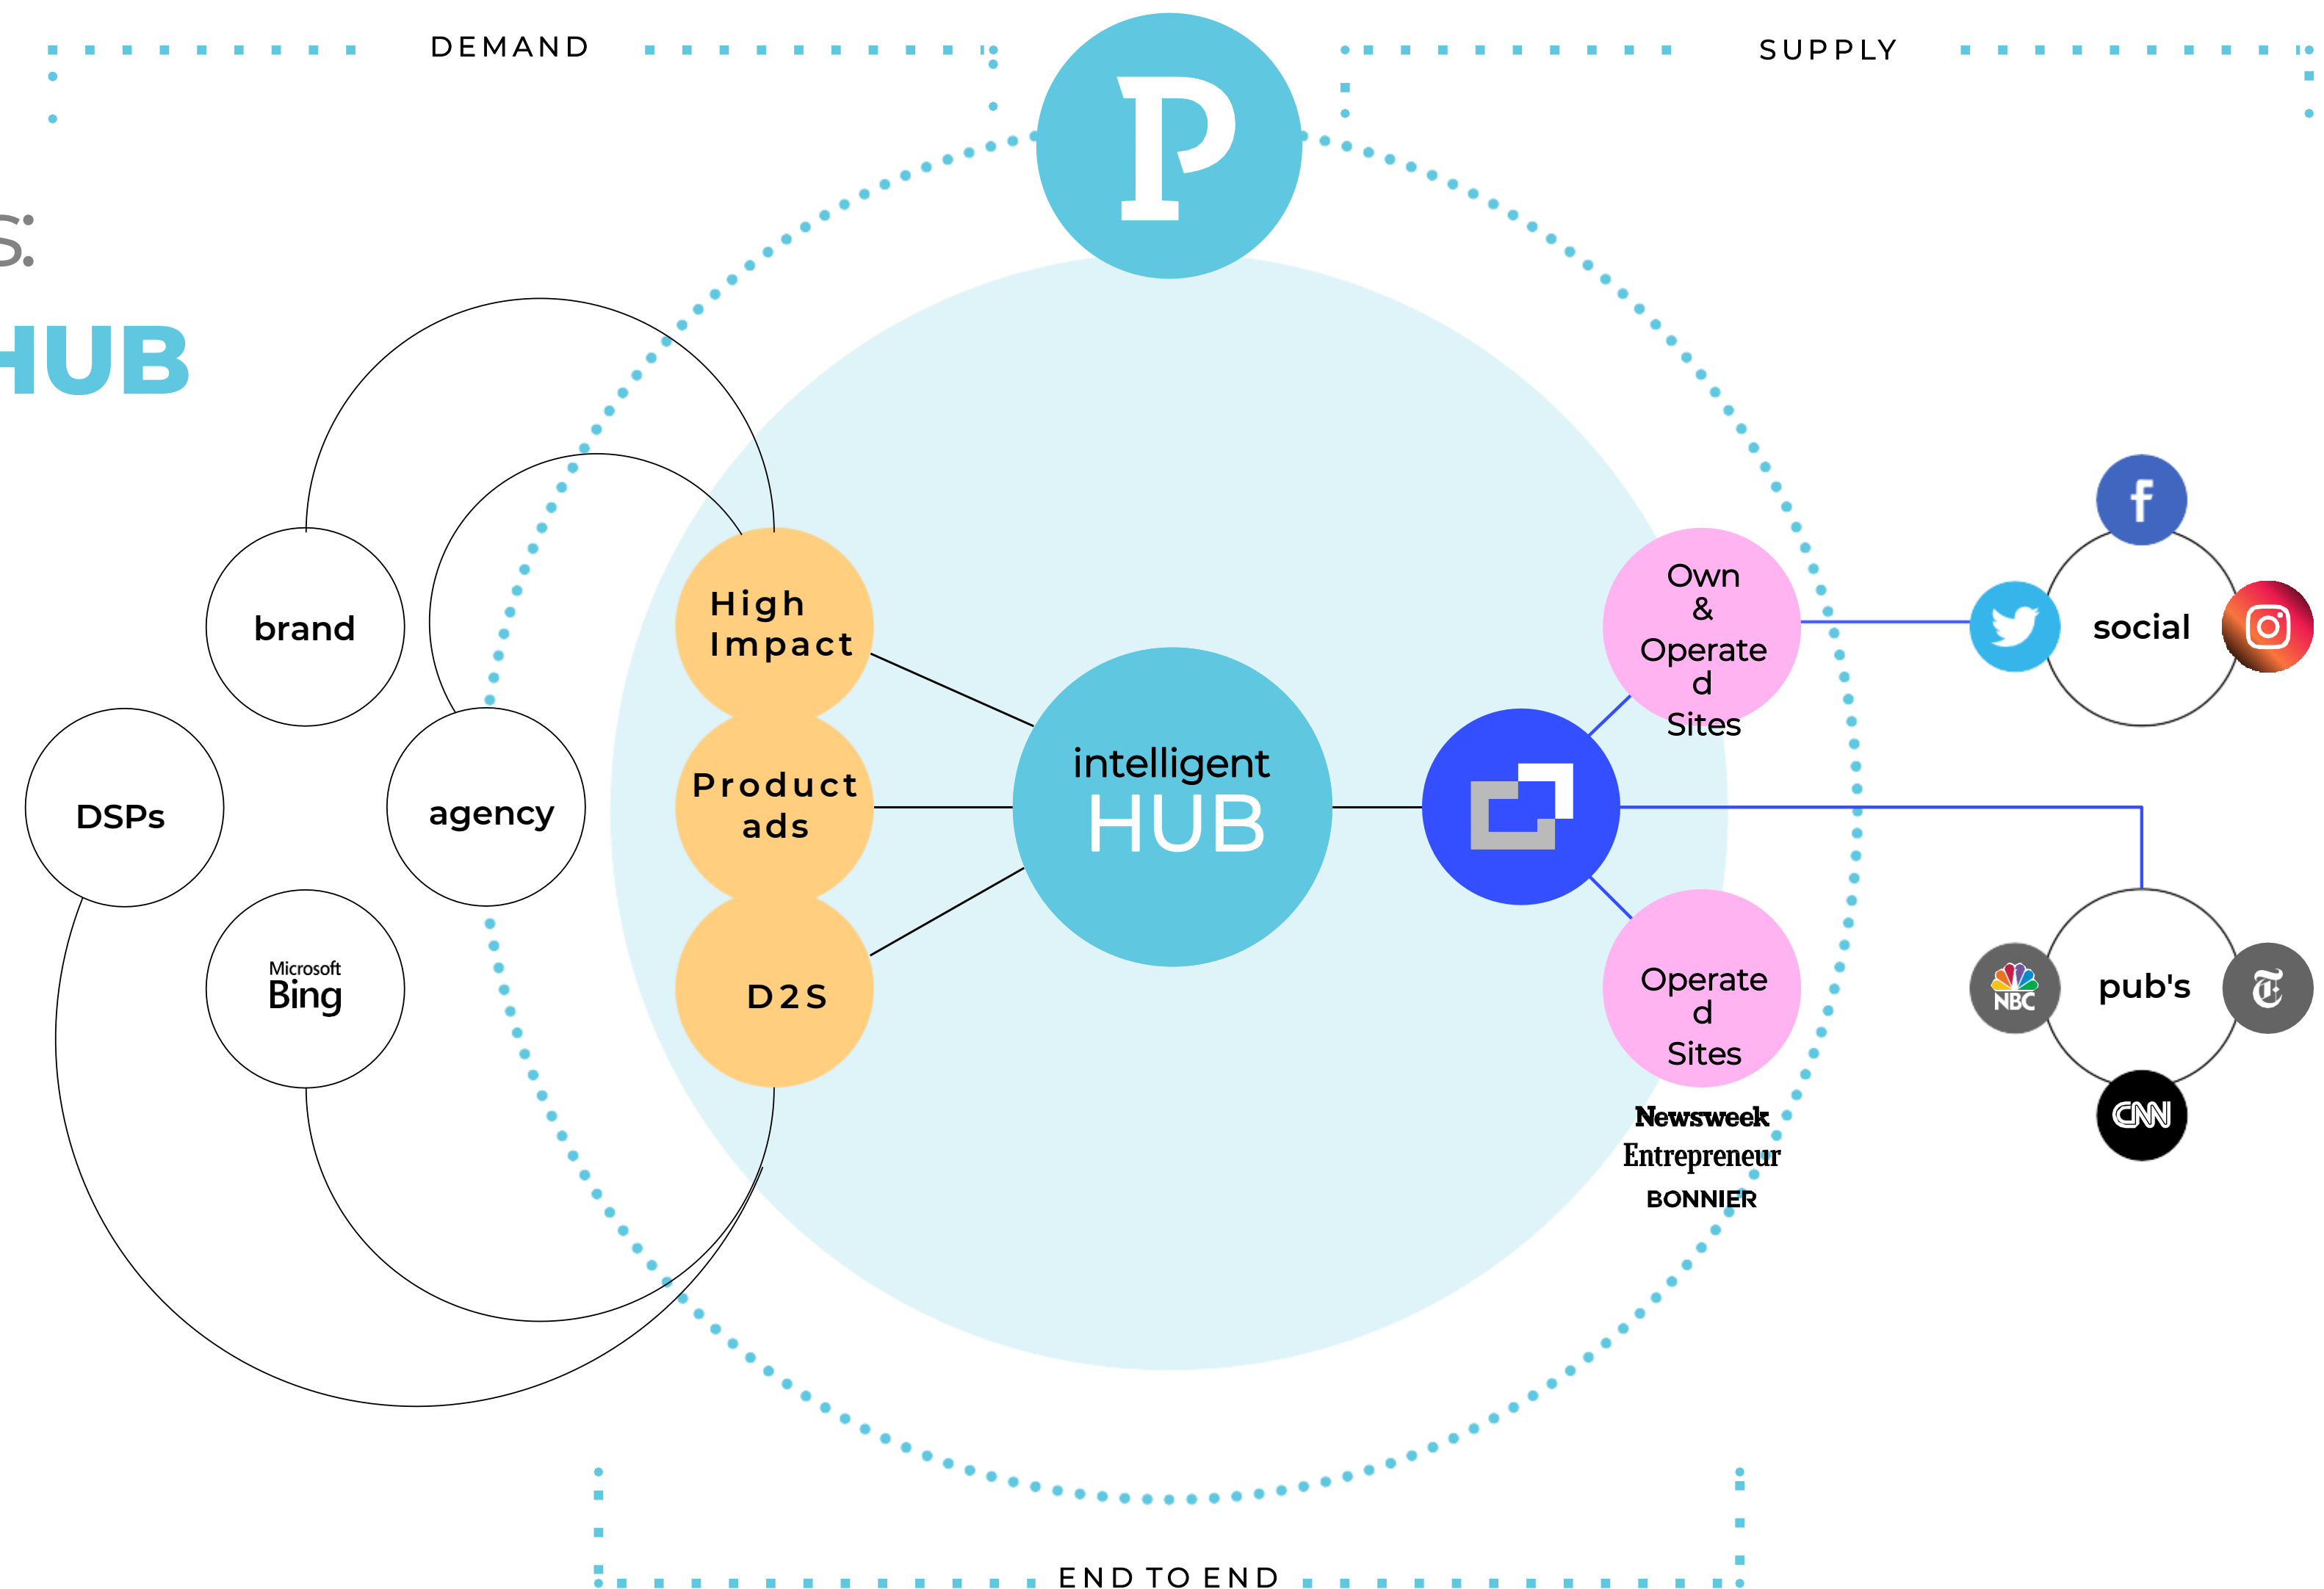 DEMAND
SUPPLY
P
S:
HUB
brand
DSPs
agency
Microsoft
Bing
High
Impact
Product
ads
D2S
intelligent
HUB
Own
&
Operate
d
Sites
Operate
d
Sites
Newsweek
Entrepreneur
BONNIER
f
social
NBC
pub's
T
CNN
END TO END